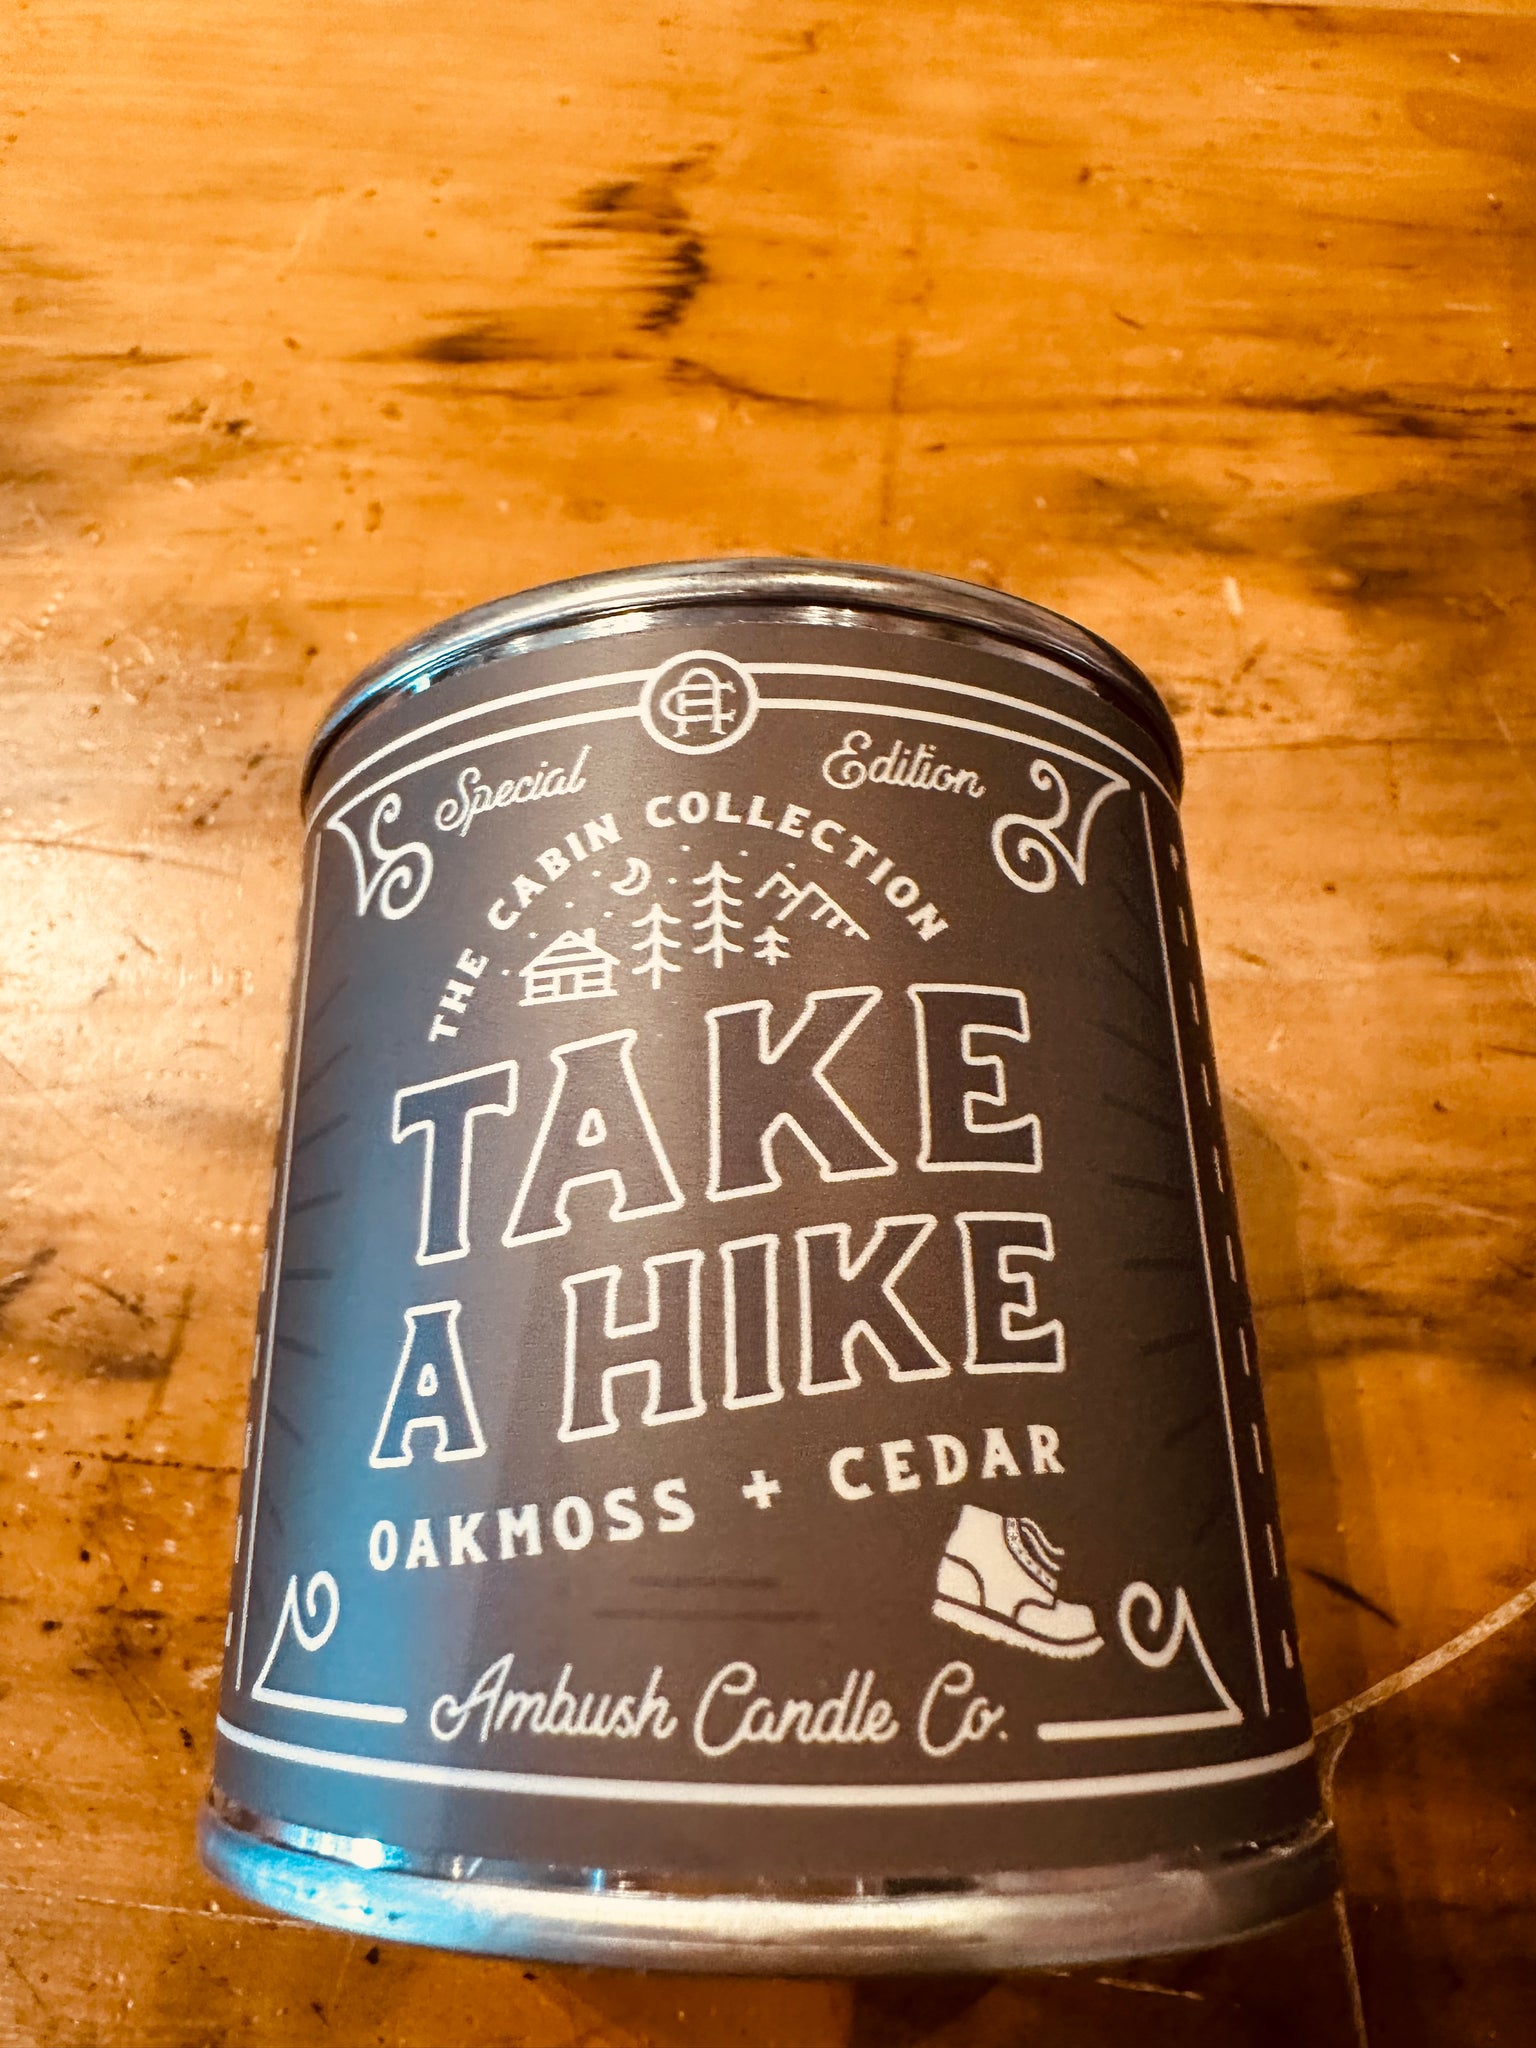 Special Edition
THE CABIN COLLECTION
TAKE
A HIKE
OAKMOSS + CEDAR
Ambush Candle Co.